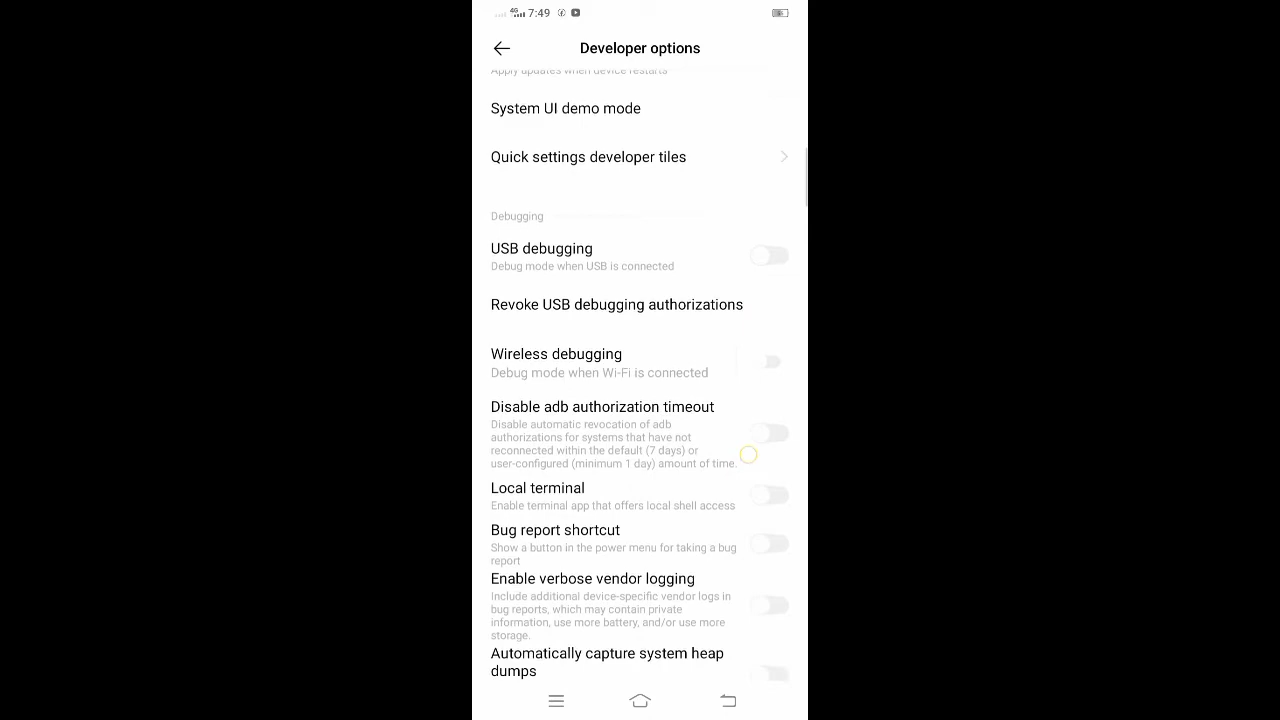 4G 7:49
Developer options
Apply updates when device restarts
System UI demo mode
Quick settings developer tiles
Debugging
USB debugging
Debug mode when USB is connected
Revoke USB debugging authorizations
Wireless debugging
Debug mode when Wi-Fi is connected
Disable adb authorization timeout
Disable automatic revocation of adb
authorizations for systems that have not
reconnected within the default (7 days) or
user-configured (minimum 1 day) amount of time.
Local terminal
Enable terminal app that offers local shell access
Bug report shortcut
Show a button in the power menu for taking a bug
report
Enable verbose vendor logging
Include additional device-specific vendor logs in
bug reports, which may contain private
information, use more battery, and/or use more
storage.
Automatically capture system heap
dumps